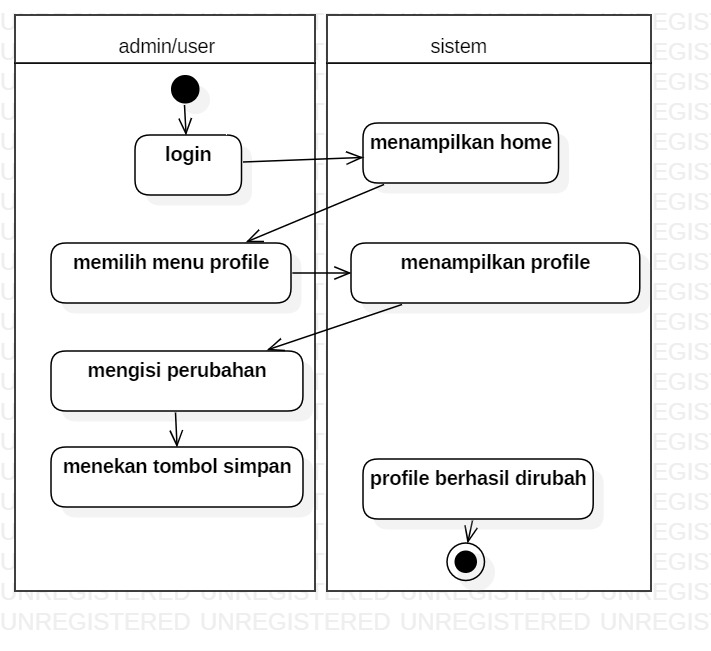 admin/user
sistem
login
menampilkan home
memilih menu profile
menampilkan profile
mengisi perubahan
menekan tombol simpan
profile berhasil dirubah
UNREGISTERED UNREGISTERED UNREGISTERED UNREGIS